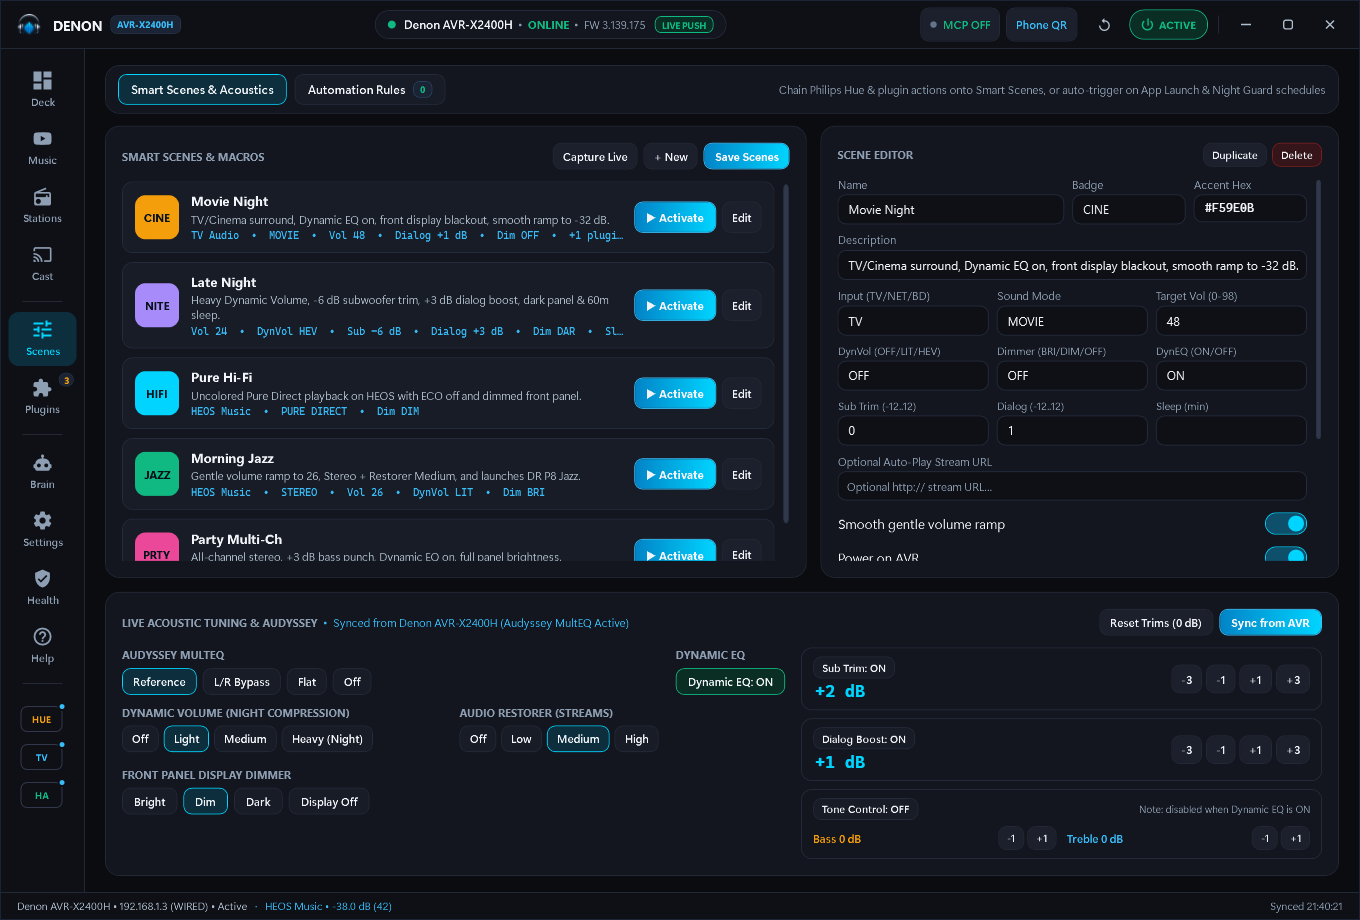 DENON AVR-X2400H
Denon AVR-X2400H • ONLINE • FW 3.139.175 LIVE PUSH
MCP OFF Phone QR ACTIVE
Deck
Music
Stations
Cast
Scenes
Plugins 3
Brain
Settings
Health
Help
HUE
TV
HA
Smart Scenes & Acoustics Automation Rules 0
Chain Philips Hue & plugin actions onto Smart Scenes, or auto-trigger on App Launch & Night Guard schedules
SMART SCENES & MACROS Capture Live + New Save Scenes
CINE
Movie Night
TV/Cinema surround, Dynamic EQ on, front display blackout, smooth ramp to -32 dB.
TV Audio • MOVIE • Vol 48 • Dialog +1 dB • Dim OFF • +1 plugi…
Activate Edit
NITE
Late Night
Heavy Dynamic Volume, -6 dB subwoofer trim, +3 dB dialog boost, dark panel & 60m
sleep.
Vol 24 • DynVol HEV • Sub -6 dB • Dialog +3 dB • Dim DAR • Sl…
Activate Edit
HIFI
Pure Hi-Fi
Uncolored Pure Direct playback on HEOS with ECO off and dimmed front panel.
HEOS Music • PURE DIRECT • Dim DIM
Activate Edit
JAZZ
Morning Jazz
Gentle volume ramp to 26, Stereo + Restorer Medium, and launches DR P8 Jazz.
HEOS Music • STEREO • Vol 26 • DynVol LIT • Dim BRI
Activate Edit
PRTY
Party Multi-Ch
All-channel stereo, +3 dB bass punch, Dynamic EQ on, full panel brightness.
Activate Edit
SCENE EDITOR Duplicate Delete
Name Badge Accent Hex
Movie Night CINE #F59E0B
Description
TV/Cinema surround, Dynamic EQ on, front display blackout, smooth ramp to -32 dB.
Input (TV/NET/BD) Sound Mode Target Vol (0-98)
TV MOVIE 48
DynVol (OFF/LIT/HEV) Dimmer (BRI/DIM/OFF) DynEQ (ON/OFF)
OFF OFF ON
Sub Trim (-12..12) Dialog (-12..12) Sleep (min)
0 1
Optional Auto-Play Stream URL
Optional http:// stream URL...
Smooth gentle volume ramp
Power on AVR
LIVE ACOUSTIC TUNING & AUDYSSEY • Synced from Denon AVR-X2400H (Audyssey MultEQ Active)
Reset Trims (0 dB) Sync from AVR
AUDYSSEY MULTEQ
Reference L/R Bypass Flat Off
DYNAMIC EQ
Dynamic EQ: ON
DYNAMIC VOLUME (NIGHT COMPRESSION)
Off Light Medium Heavy (Night)
AUDIO RESTORER (STREAMS)
Off Low Medium High
FRONT PANEL DISPLAY DIMMER
Bright Dim Dark Display Off
Sub Trim: ON
+2 dB
-3 -1 +1 +3
Dialog Boost: ON
+1 dB
-3 -1 +1 +3
Tone Control: OFF Note: disabled when Dynamic EQ is ON
Bass 0 dB -1 +1 Treble 0 dB -1 +1
Denon AVR-X2400H • 192.168.1.3 (WIRED) • Active · HEOS Music • -38.0 dB (42)
Synced 21:40:21